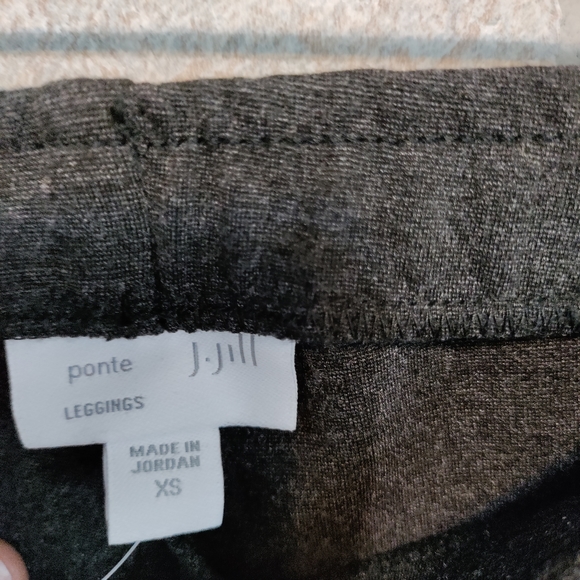 ponte J.Jill
LEGGINGS
MADE IN
JORDAN
XS